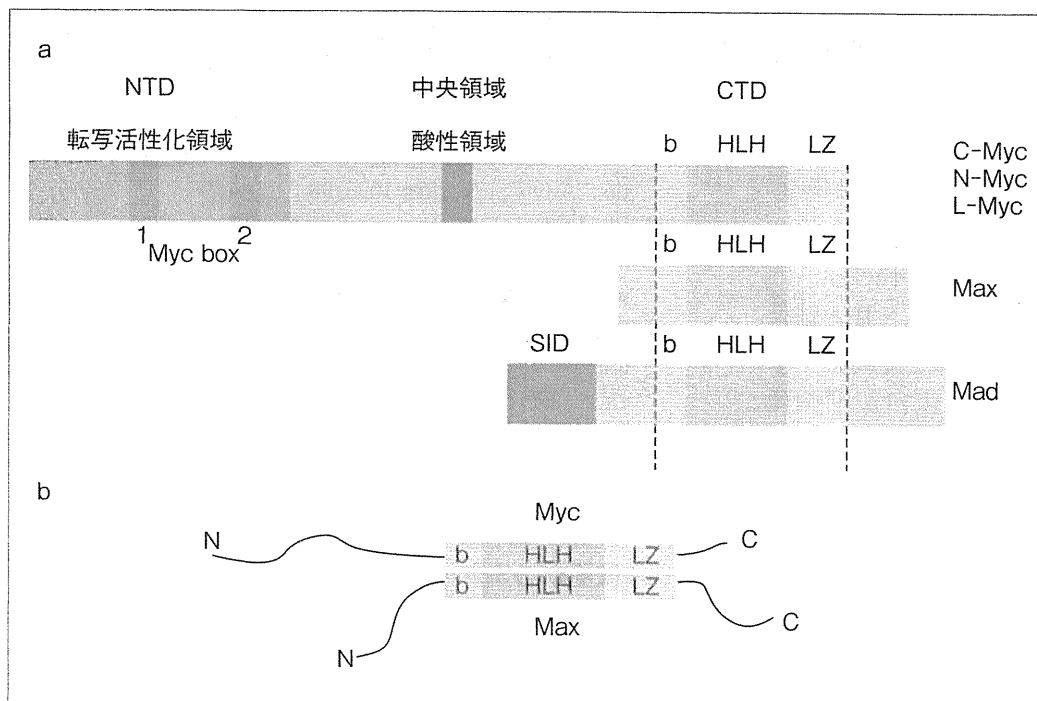 a
NTD 中央領域 CTD
転写活性化領域 酸性領域 b HLH LZ
C-Myc
N-Myc
L-Myc
1 2
Myc box
b HLH LZ
Max
SID b HLH LZ
Mad
b
Myc
N b HLH LZ C
b HLH LZ
Max C
N